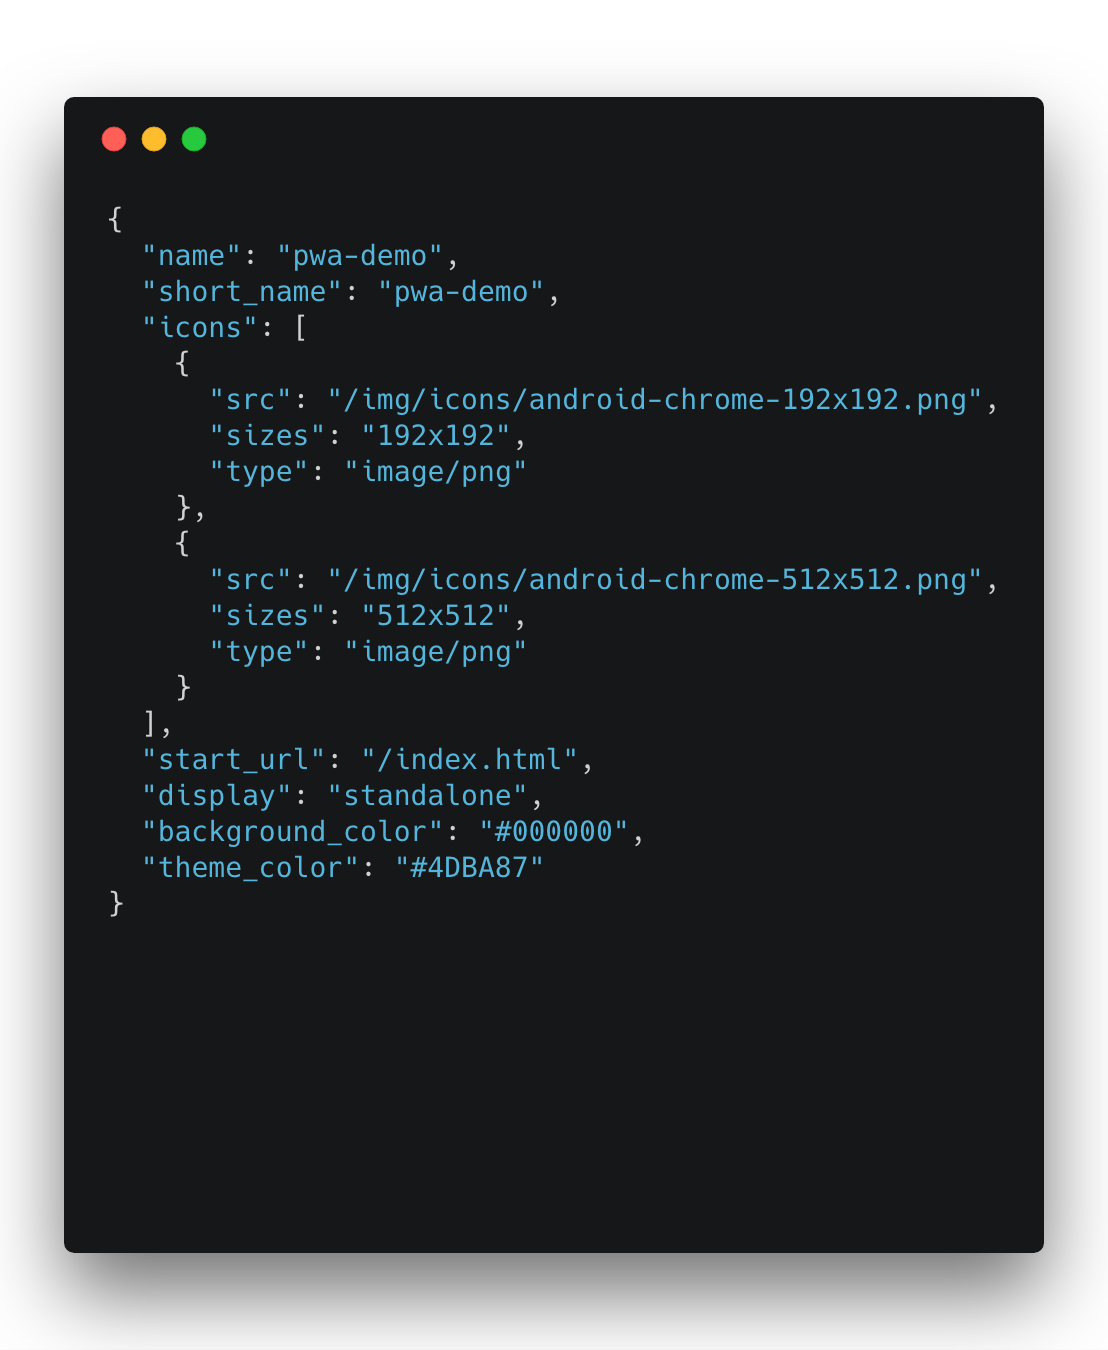 {
  "name": "pwa-demo",
  "short_name": "pwa-demo",
  "icons": [
    {
      "src": "/img/icons/android-chrome-192x192.png",
      "sizes": "192x192",
      "type": "image/png"
    },
    {
      "src": "/img/icons/android-chrome-512x512.png",
      "sizes": "512x512",
      "type": "image/png"
    }
  ],
  "start_url": "/index.html",
  "display": "standalone",
  "background_color": "#000000",
  "theme_color": "#4DBA87"
}